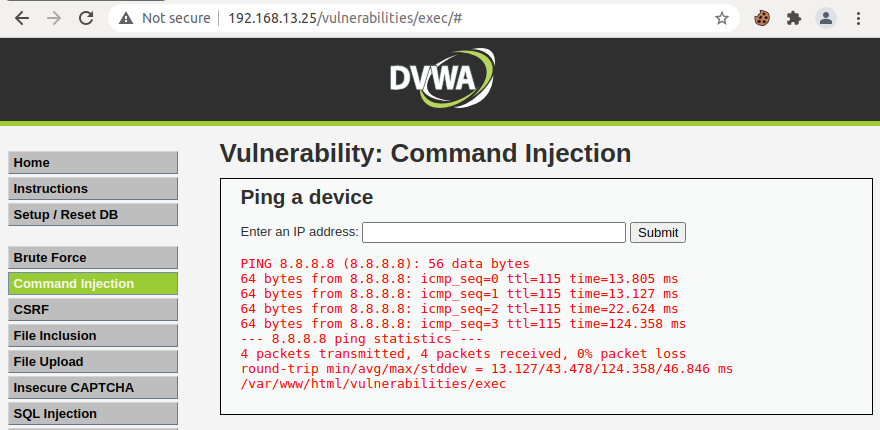 Not secure | 192.168.13.25/vulnerabilities/exec/#
DVWA
Home
Instructions
Setup / Reset DB
Brute Force
Command Injection
CSRF
File Inclusion
File Upload
Insecure CAPTCHA
SQL Injection
Vulnerability: Command Injection
Ping a device
Enter an IP address:
Submit
PING 8.8.8.8 (8.8.8.8): 56 data bytes
64 bytes from 8.8.8.8: icmp_seq=0 ttl=115 time=13.805 ms
64 bytes from 8.8.8.8: icmp_seq=1 ttl=115 time=13.127 ms
64 bytes from 8.8.8.8: icmp_seq=2 ttl=115 time=22.624 ms
64 bytes from 8.8.8.8: icmp_seq=3 ttl=115 time=124.358 ms
--- 8.8.8.8 ping statistics ---
4 packets transmitted, 4 packets received, 0% packet loss
round-trip min/avg/max/stddev = 13.127/43.478/124.358/46.846 ms
/var/www/html/vulnerabilities/exec